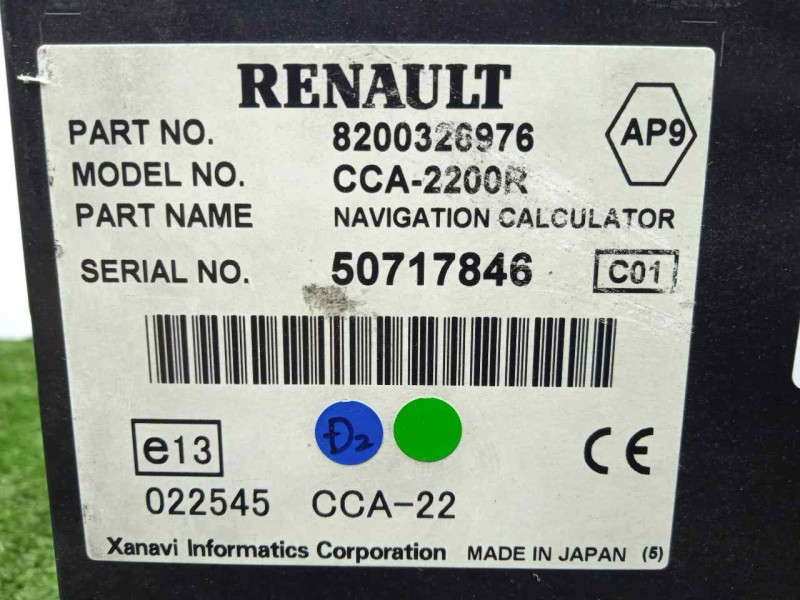 RENAULT
PART NO. 8200326976
AP9
MODEL NO. CCA-2200R
PART NAME NAVIGATION CALCULATOR
SERIAL NO. 50717846 C01
D2
e13 CE
022545 CCA-22
Xanavi Informatics Corporation MADE IN JAPAN (5)